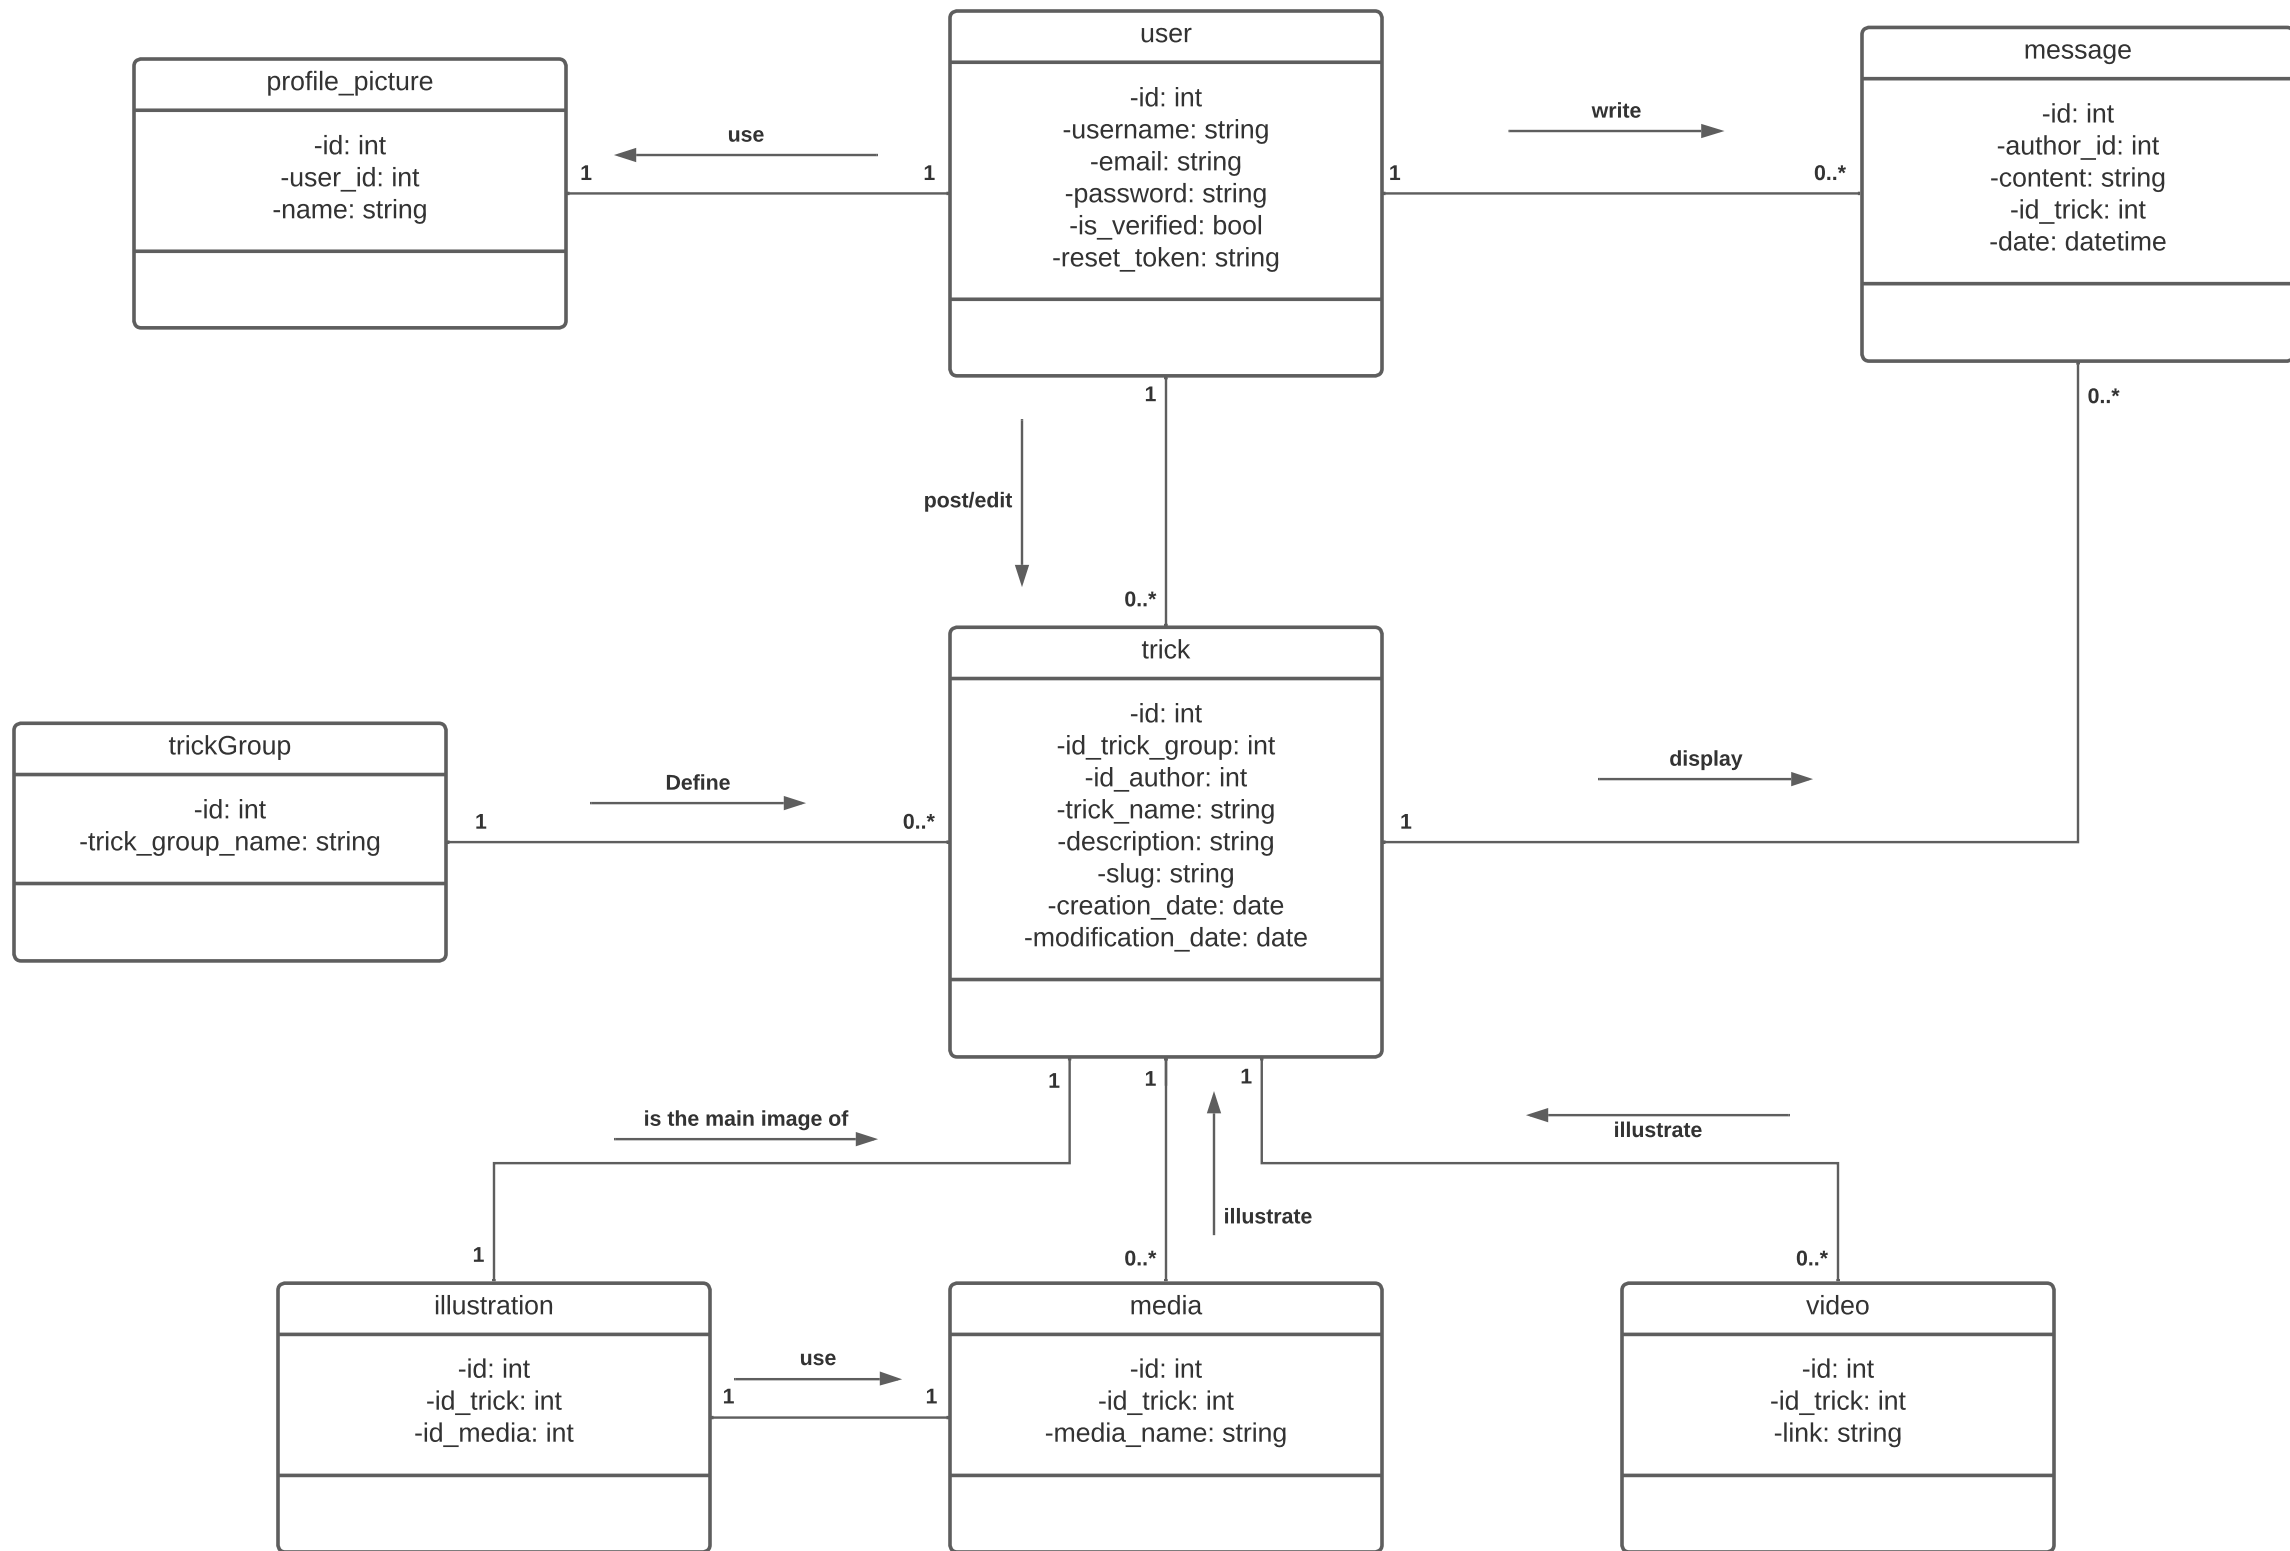 profile_picture
-id: int
-user_id: int
-name: string
use
1
1
user
-id: int
-username: string
-email: string
-password: string
-is_verified: bool
-reset_token: string
write
1
0..*
message
-id: int
-author_id: int
-content: string
-id_trick: int
-date: datetime
1
post/edit
0..*
0..*
trickGroup
-id: int
-trick_group_name: string
Define
1
0..*
trick
-id: int
-id_trick_group: int
-id_author: int
-trick_name: string
-description: string
-slug: string
-creation_date: date
-modification_date: date
display
1
1
1
1
is the main image of
illustrate
illustrate
1
0..*
0..*
illustration
-id: int
-id_trick: int
-id_media: int
use
1
1
media
-id: int
-id_trick: int
-media_name: string
video
-id: int
-id_trick: int
-link: string